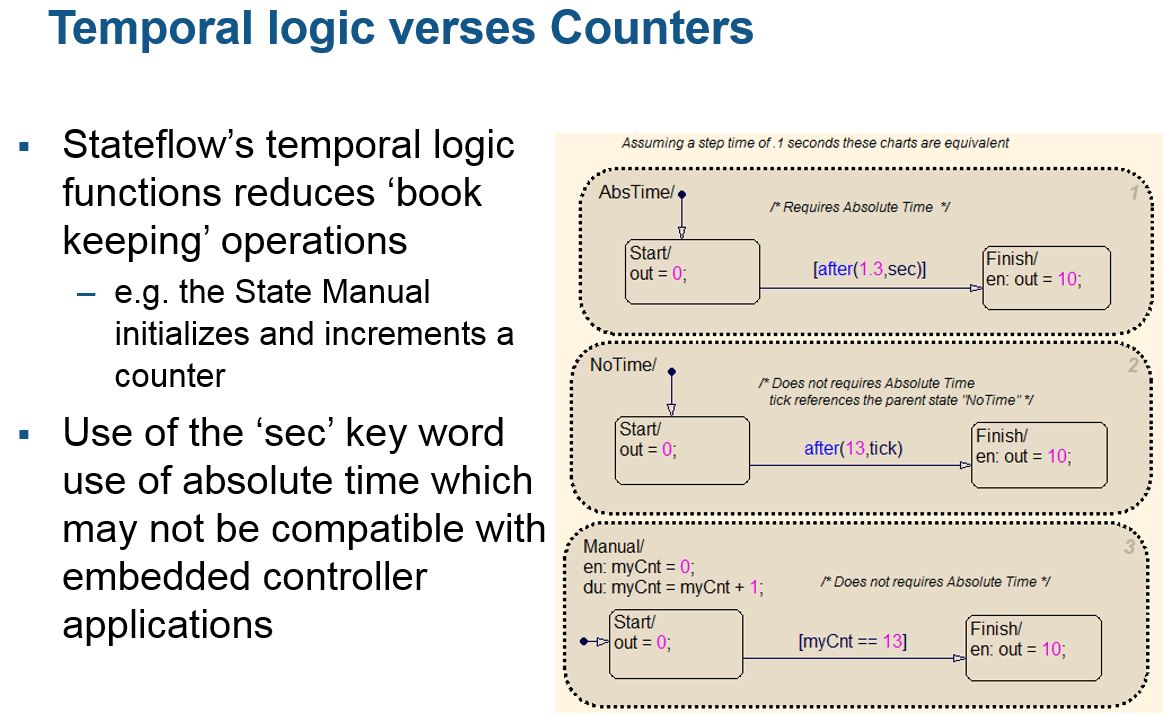 Temporal logic verses Counters
▪ Stateflow’s temporal logic
functions reduces ‘book
keeping’ operations
– e.g. the State Manual
initializes and increments a
counter
▪ Use of the ‘sec’ key word
use of absolute time which
may not be compatible with
embedded controller
applications
Assuming a step time of .1 seconds these charts are equivalent
AbsTime/
1
/* Requires Absolute Time */
Start/
out = 0;
[after(1.3,sec)]
Finish/
en: out = 10;
NoTime/
2
/* Does not requires Absolute Time
tick references the parent state "NoTime" */
Start/
out = 0;
after(13,tick)
Finish/
en: out = 10;
Manual/
3
en: myCnt = 0;
du: myCnt = myCnt + 1;
/* Does not requires Absolute Time */
Start/
out = 0;
[myCnt == 13]
Finish/
en: out = 10;